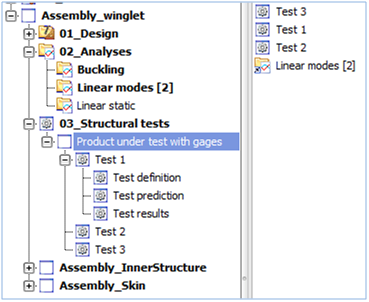 Assembly_winglet
01_Design
02_Analyses
Buckling
Linear modes [2]
Linear static
03_Structural tests
Product under test with gages
Test 1
Test definition
Test prediction
Test results
Test 2
Test 3
Assembly_InnerStructure
Assembly_Skin
Test 3
Test 1
Test 2
Linear modes [2]